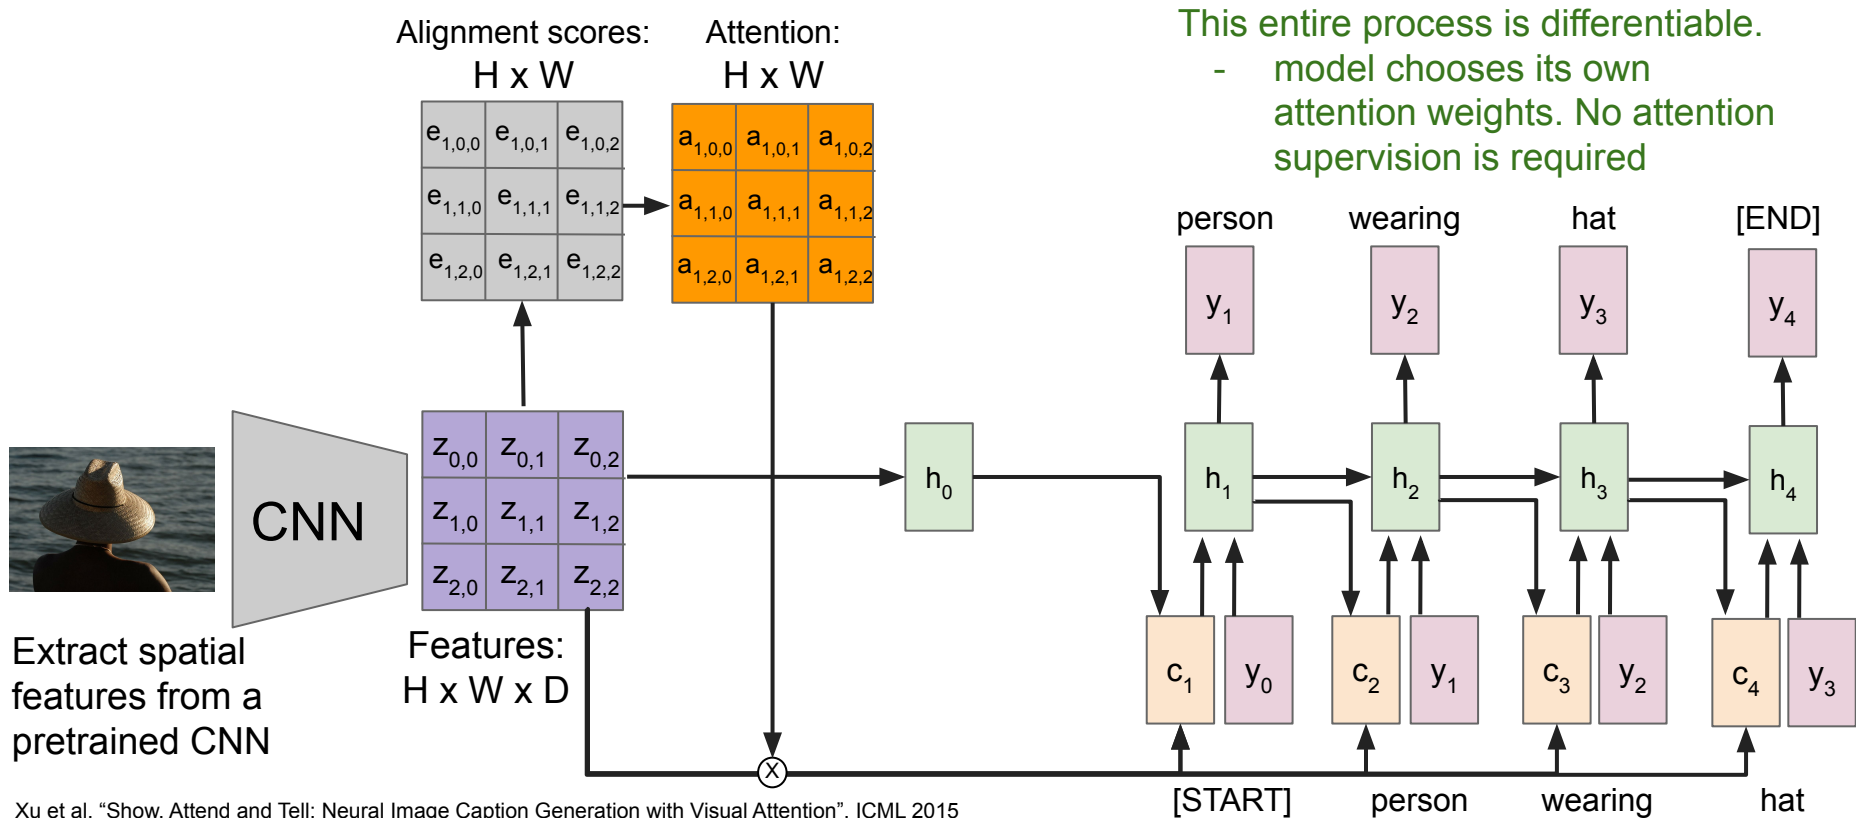 Alignment scores:
H x W
Attention:
H x W
This entire process is differentiable.
- model chooses its own
attention weights. No attention
supervision is required
e1,0,0 e1,0,1 e1,0,2
e1,1,0 e1,1,1 e1,1,2
e1,2,0 e1,2,1 e1,2,2
a1,0,0 a1,0,1 a1,0,2
a1,1,0 a1,1,1 a1,1,2
a1,2,0 a1,2,1 a1,2,2
person wearing hat [END]
y1 y2 y3 y4
CNN
z0,0 z0,1 z0,2
z1,0 z1,1 z1,2
z2,0 z2,1 z2,2
h0 h1 h2 h3 h4
Extract spatial
features from a
pretrained CNN
Features:
H x W x D
c1 y0 c2 y1 c3 y2 c4 y3
X
[START] person wearing hat
Xu et al. “Show, Attend and Tell: Neural Image Caption Generation with Visual Attention”, ICML 2015